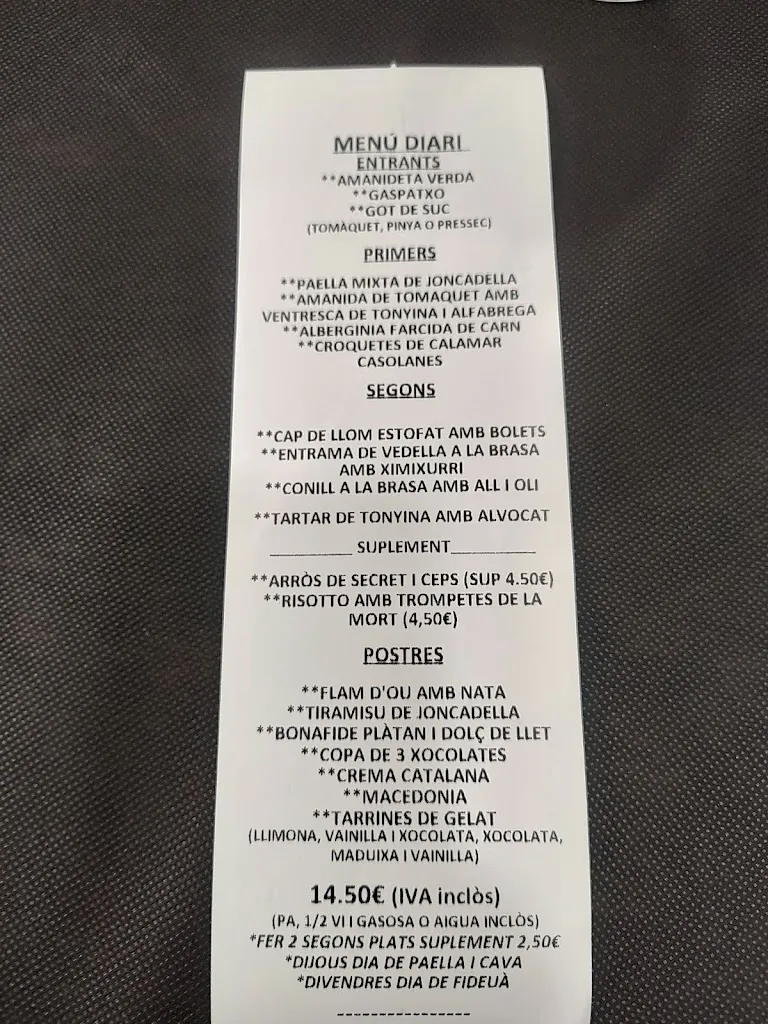 MENÚ DIARI
ENTRANTS
**AMANIDETA VERDA
**GASPATXO
**GOT DE SUC
(TOMÀQUET, PINYA O PRESSEC)
PRIMERS
**PAELLA MIXTA DE JONCADELLA
**AMANIDA DE TOMAQUET AMB
VENTRESCA DE TONYINA I ALFABREGA
**ALBERGINIA FARCIDA DE CARN
**CROQUETES DE CALAMAR
CASOLANES
SEGONS
**CAP DE LLOM ESTOFAT AMB BOLETS
**ENTRAMA DE VEDELLA A LA BRASA
AMB XIMIXURRI
**CONILL A LA BRASA AMB ALL I OLI
**TARTAR DE TONYINA AMB ALVOCAT
__________ SUPLEMENT__________
**ARRÒS DE SECRET I CEPS (SUP 4.50€)
**RISOTTO AMB TROMPETES DE LA
MORT (4,50€)
POSTRES
**FLAM D'OU AMB NATA
**TIRAMISU DE JONCADELLA
**BONAFIDE PLÀTAN I DOLÇ DE LLET
**COPA DE 3 XOCOLATES
**CREMA CATALANA
**MACEDONIA
**TARRINES DE GELAT
(LLIMONA, VAINILLA I XOCOLATA, XOCOLATA,
MADUIXA I VAINILLA)
14.50€ (IVA inclòs)
(PA, 1/2 VI I GASOSA O AIGUA INCLÒS)
*FER 2 SEGONS PLATS SUPLEMENT 2,50€
*DIJOUS DIA DE PAELLA I CAVA
*DIVENDRES DIA DE FIDEUÀ
----------------